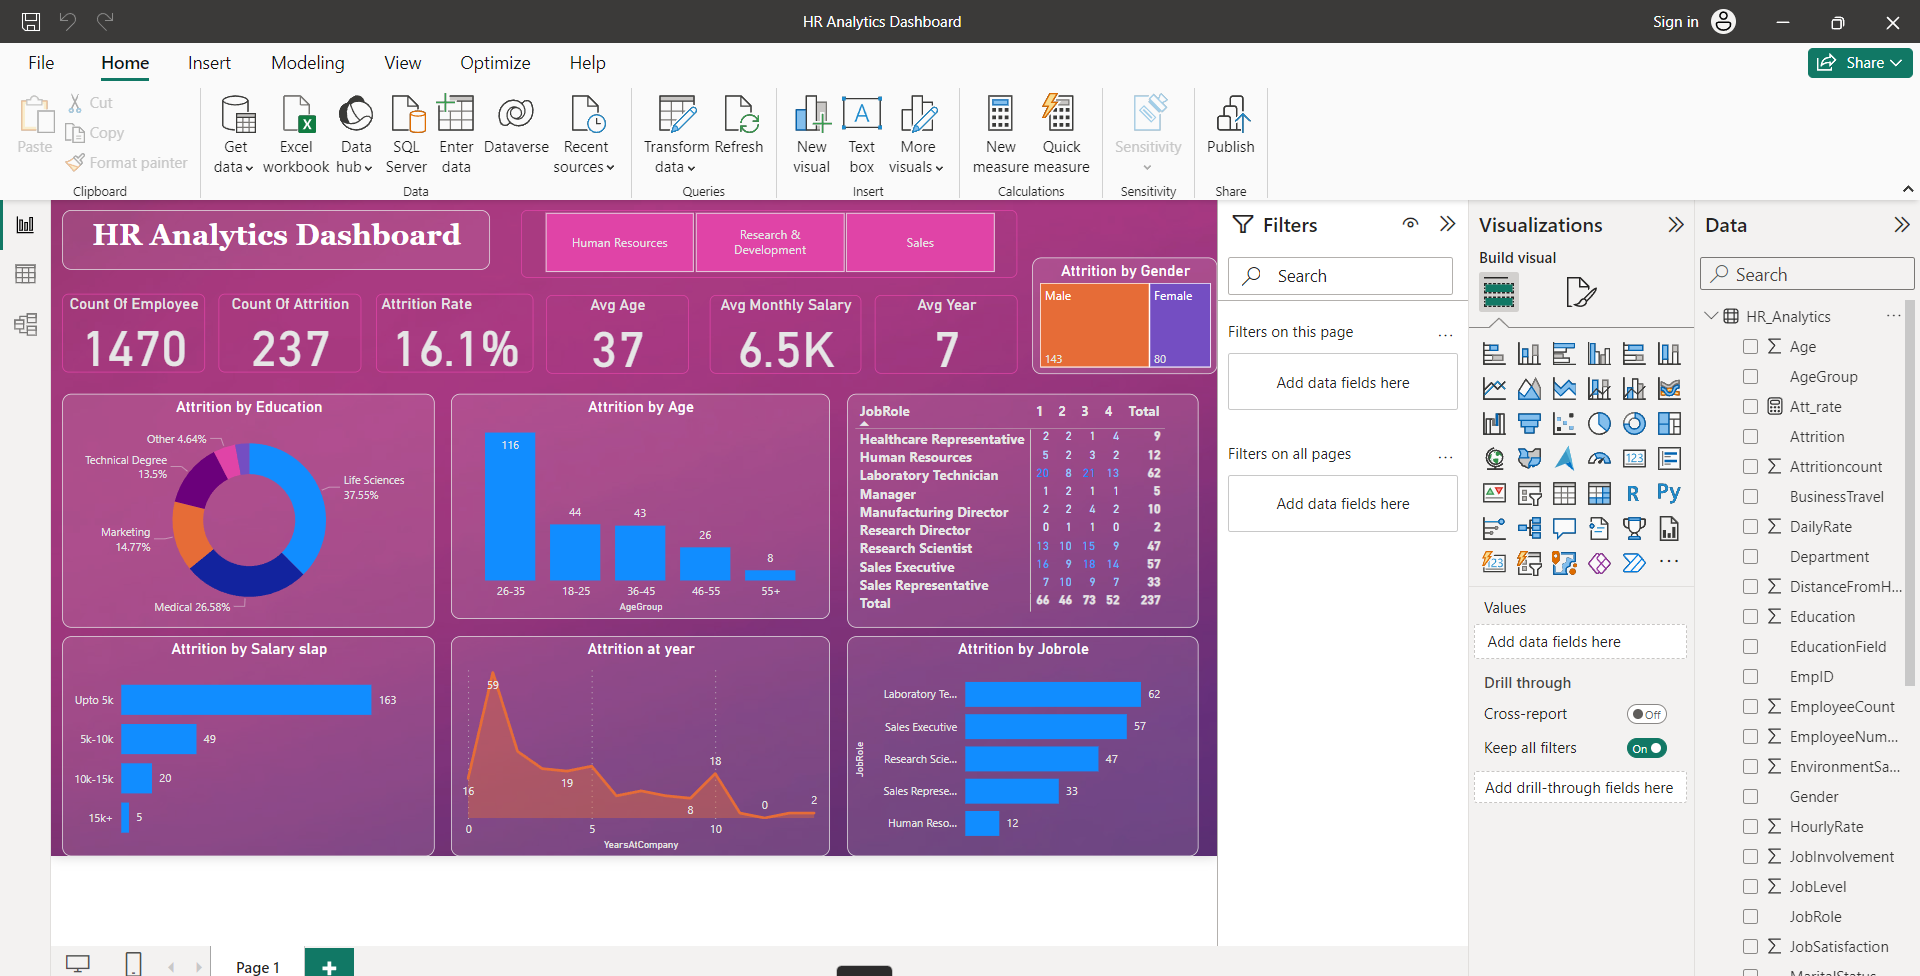 HR Analytics Dashboard
Sign in
File
Home
Insert
Modeling
View
Optimize
Help
Share
Paste
Cut
Copy
Format painter
Clipboard
Get data
Excel workbook
Data hub
SQL Server
Enter data
Dataverse
Recent sources
Data
Transform data
Refresh
Queries
New visual
Text box
More visuals
Insert
New measure
Quick measure
Calculations
Sensitivity
Sensitivity
Publish
Share
HR Analytics Dashboard
Human Resources
Research & Development
Sales
Count Of Employee
1470
Count Of Attrition
237
Attrition Rate
16.1%
Avg Age
37
Avg Monthly Salary
6.5K
Avg Year
7
Attrition by Gender
Male
143
Female
80
Attrition by Education
Other 4.64%
Technical Degree
13.5%
Life Sciences
37.55%
Marketing
14.77%
Medical 26.58%
Attrition by Age
116
44
43
26
8
26-35 18-25 36-45 46-55 55+
AgeGroup
JobRole 1 2 3 4 Total
Healthcare Representative 2 2 1 4 9
Human Resources 5 2 3 2 12
Laboratory Technician 20 8 21 13 62
Manager 1 2 1 1 5
Manufacturing Director 2 2 4 2 10
Research Director 0 1 1 0 2
Research Scientist 13 10 15 9 47
Sales Executive 16 9 18 14 57
Sales Representative 7 10 9 7 33
Total 66 46 73 52 237
Attrition by Salary slap
Upto 5k 163
5k-10k 49
10k-15k 20
15k+ 5
Attrition at year
59
16
19
8
18
0
2
0 5 10
YearsAtCompany
Attrition by Jobrole
JobRole
Laboratory Te... 62
Sales Executive 57
Research Scie... 47
Sales Represe... 33
Human Reso... 12
Page 1
Filters
Search
Filters on this page
...
Add data fields here
Filters on all pages
...
Add data fields here
Visualizations
Build visual
123
R
Py
123
...
Values
Add data fields here
Drill through
Cross-report
Off
Keep all filters
On
Add drill-through fields here
Data
Search
HR_Analytics
...
Age
AgeGroup
Att_rate
Attrition
Attritioncount
BusinessTravel
DailyRate
Department
DistanceFromH...
Education
EducationField
EmpID
EmployeeCount
EmployeeNum...
EnvironmentSa...
Gender
HourlyRate
JobInvolvement
JobLevel
JobRole
JobSatisfaction